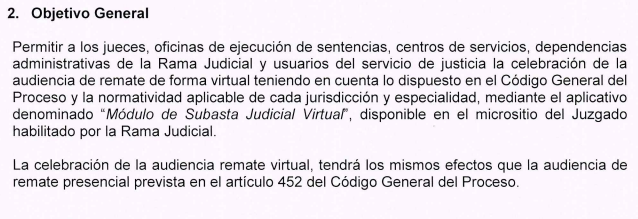 2. Objetivo General
Permitir a los jueces, oficinas de ejecución de sentencias, centros de servicios, dependencias
administrativas de la Rama Judicial y usuarios del servicio de justicia la celebración de la
audiencia de remate de forma virtual teniendo en cuenta lo dispuesto en el Código General del
Proceso y la normatividad aplicable de cada jurisdicción y especialidad, mediante el aplicativo
denominado “Módulo de Subasta Judicial Virtual”, disponible en el micrositio del Juzgado
habilitado por la Rama Judicial.
La celebración de la audiencia remate virtual, tendrá los mismos efectos que la audiencia de
remate presencial prevista en el artículo 452 del Código General del Proceso.